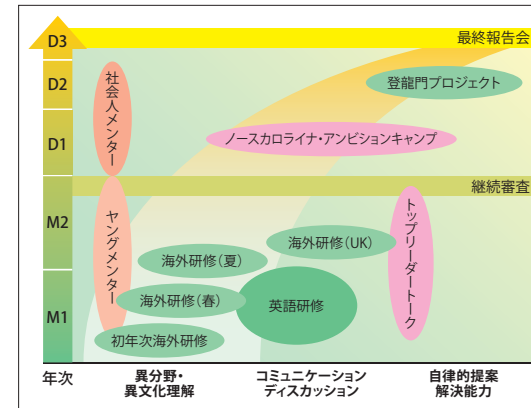 D3
最終報告会
D2
社会人メンター
登龍門プロジェクト
D1
ノースカロライナ・アンビションキャンプ
継続審査
M2
ヤングメンター
トップリーダートーク
海外研修（UK）
海外研修（夏）
海外研修（春）
英語研修
M1
初年次海外研修
年次
異分野・
異文化理解
コミュニケーション
ディスカッション
自律的提案
解決能力